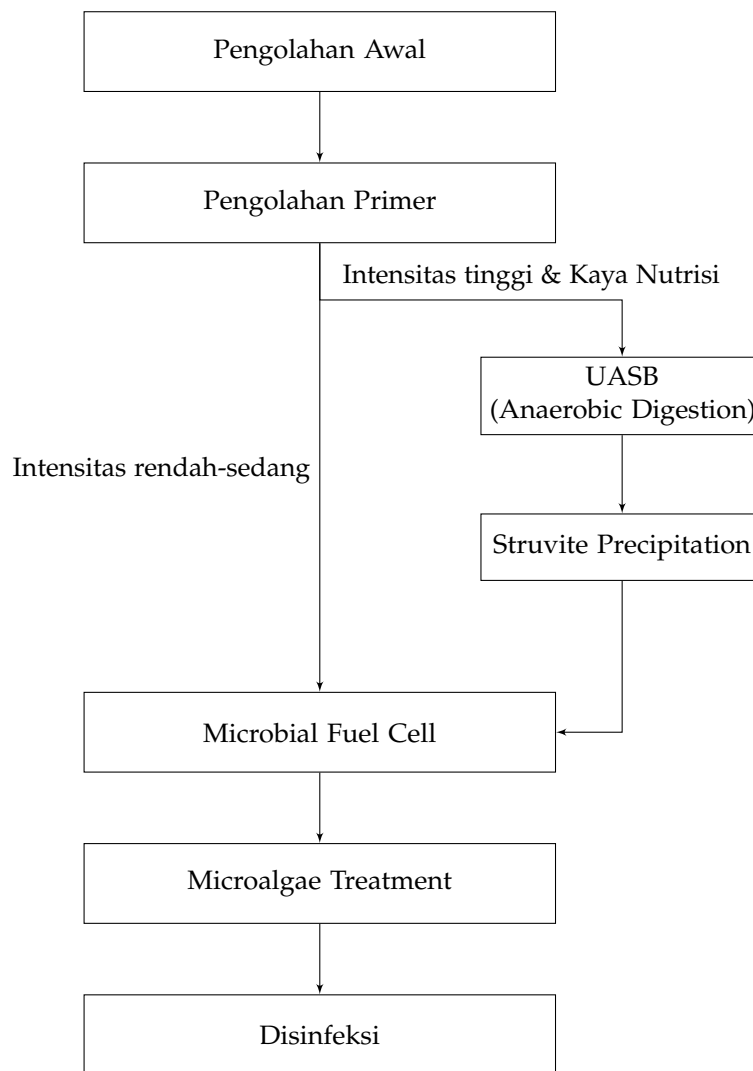 Pengolahan Awal
Pengolahan Primer
Intensitas tinggi & Kaya Nutrisi
UASB
(Anaerobic Digestion)
Intensitas rendah-sedang
Struvite Precipitation
Microbial Fuel Cell
Microalgae Treatment
Disinfeksi